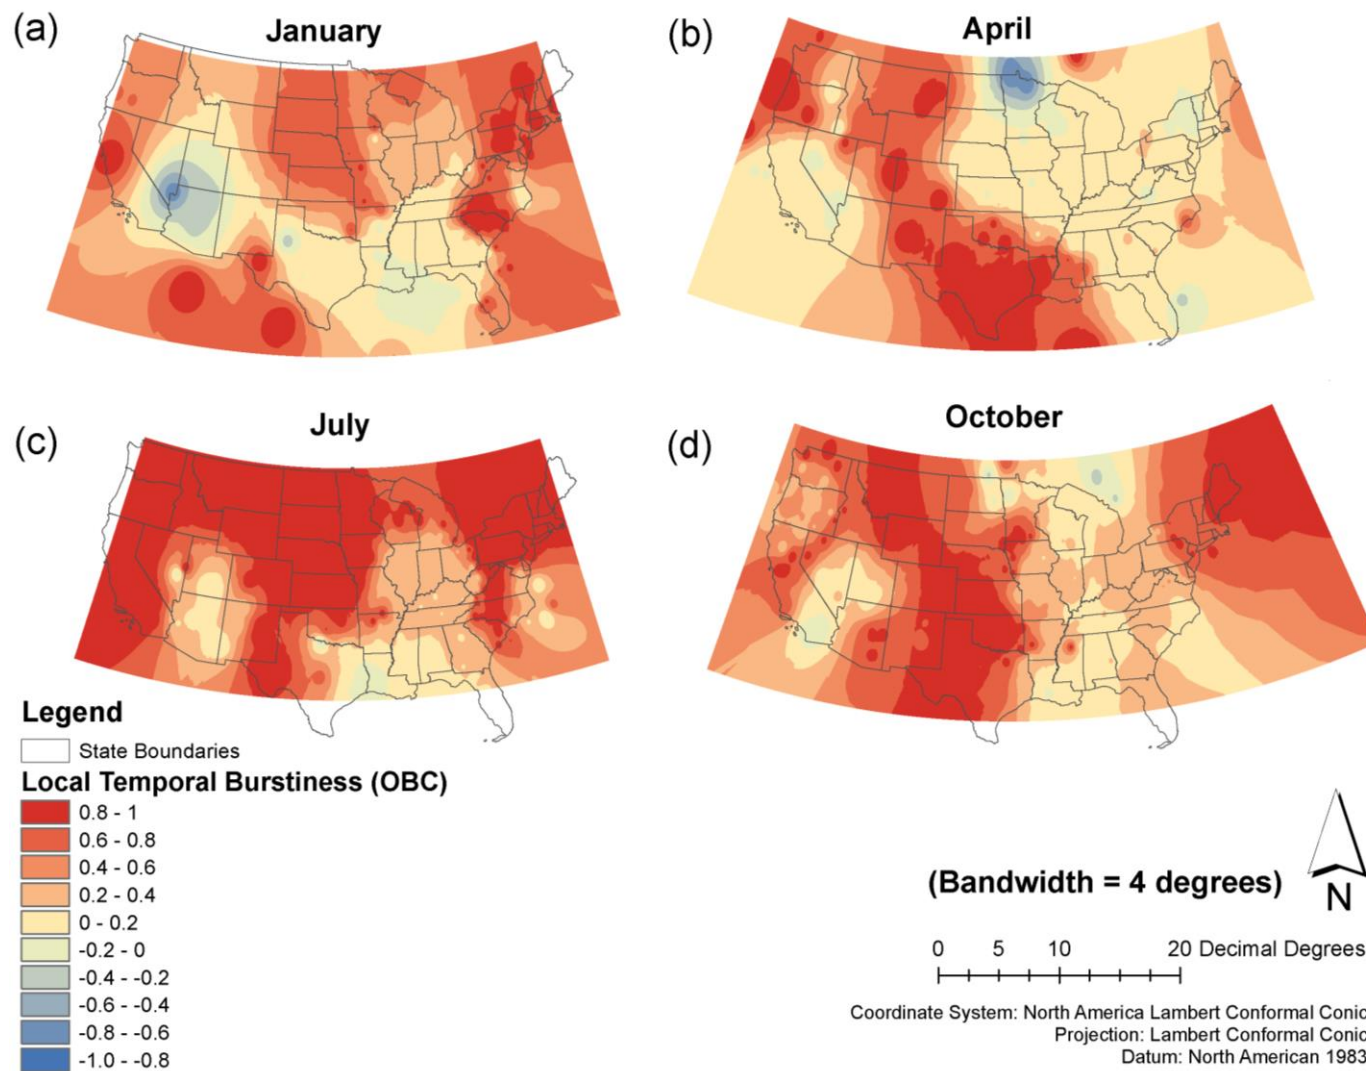 (a)
January
(b)
April
(c)
July
(d)
October
Legend
State Boundaries
Local Temporal Burstiness (OBC)
0.8 - 1
0.6 - 0.8
0.4 - 0.6
0.2 - 0.4
0 - 0.2
-0.2 - 0
-0.4 - -0.2
-0.6 - -0.4
-0.8 - -0.6
-1.0 - -0.8
(Bandwidth = 4 degrees)
N
0 5 10 20 Decimal Degrees
Coordinate System: North America Lambert Conformal Conic
Projection: Lambert Conformal Conic
Datum: North American 1983